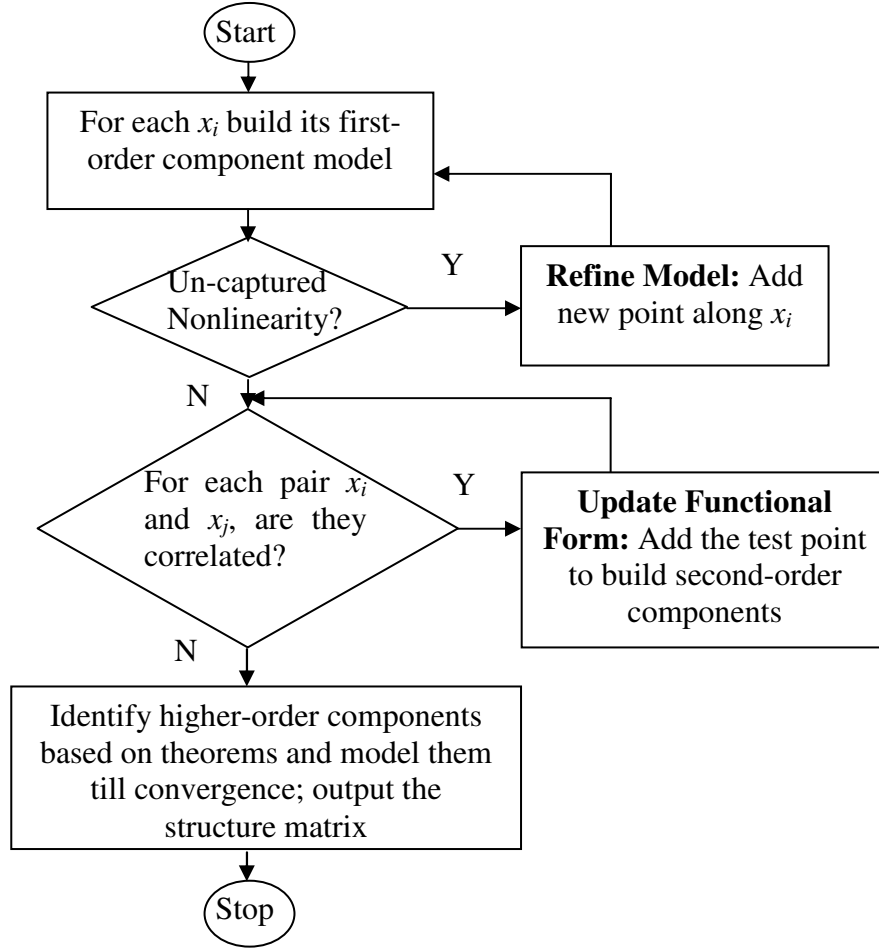 Start
For each xi build its first-
order component model
Un-captured
Nonlinearity?
Y
Refine Model: Add
new point along xi
N
For each pair xi
and xj, are they
correlated?
Y
Update Functional
Form: Add the test point
to build second-order
components
N
Identify higher-order components
based on theorems and model them
till convergence; output the
structure matrix
Stop